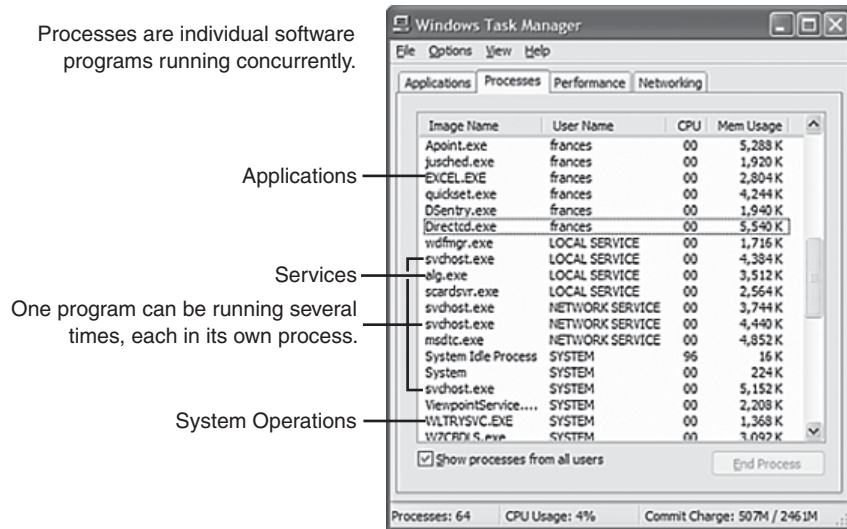 Processes are individual software
programs running concurrently.
Applications
Services
One program can be running several
times, each in its own process.
System Operations
Windows Task Manager
File Options View Help
Applications Processes Performance Networking
Image Name User Name CPU Mem Usage
Apoint.exe frances 00 5,288 K
jusched.exe frances 00 1,920 K
EXCEL.EXE frances 00 2,804 K
quickset.exe frances 00 4,244 K
DSentry.exe frances 00 1,940 K
Directcd.exe frances 00 5,540 K
wdfmgr.exe LOCAL SERVICE 00 1,716 K
svchost.exe LOCAL SERVICE 00 4,384 K
alg.exe LOCAL SERVICE 00 3,512 K
scardsvr.exe LOCAL SERVICE 00 2,564 K
svchost.exe NETWORK SERVICE 00 3,744 K
svchost.exe NETWORK SERVICE 00 4,440 K
msdtc.exe NETWORK SERVICE 00 4,852 K
System Idle Process SYSTEM 96 16 K
System SYSTEM 00 224 K
svchost.exe SYSTEM 00 5,152 K
ViewpointService.... SYSTEM 00 2,208 K
WLTRYSVC.EXE SYSTEM 00 1,368 K
WZCBDLS.exe SYSTEM 00 3,092 K
Show processes from all users
End Process
Processes: 64 CPU Usage: 4% Commit Charge: 507M / 2461M